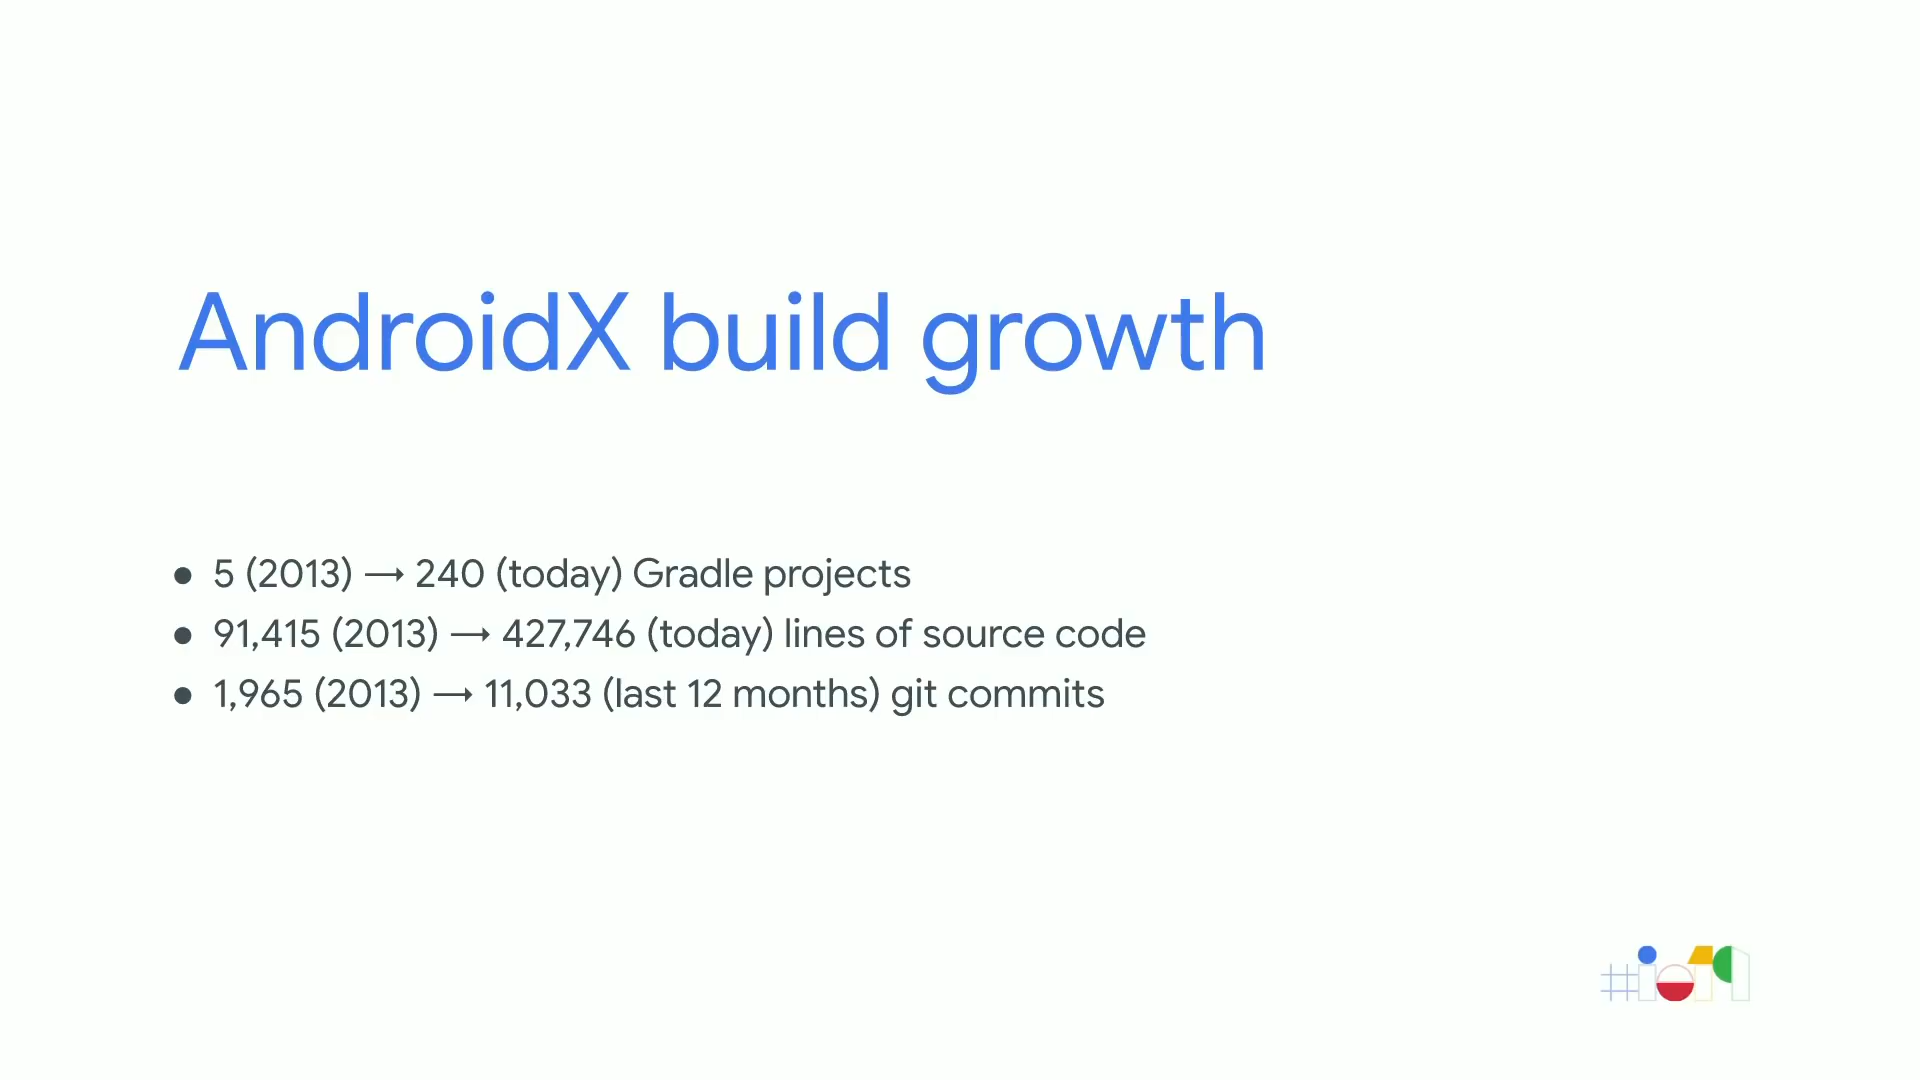 AndroidX build growth
● 5 (2013) → 240 (today) Gradle projects
● 91,415 (2013) → 427,746 (today) lines of source code
● 1,965 (2013) → 11,033 (last 12 months) git commits
#io19